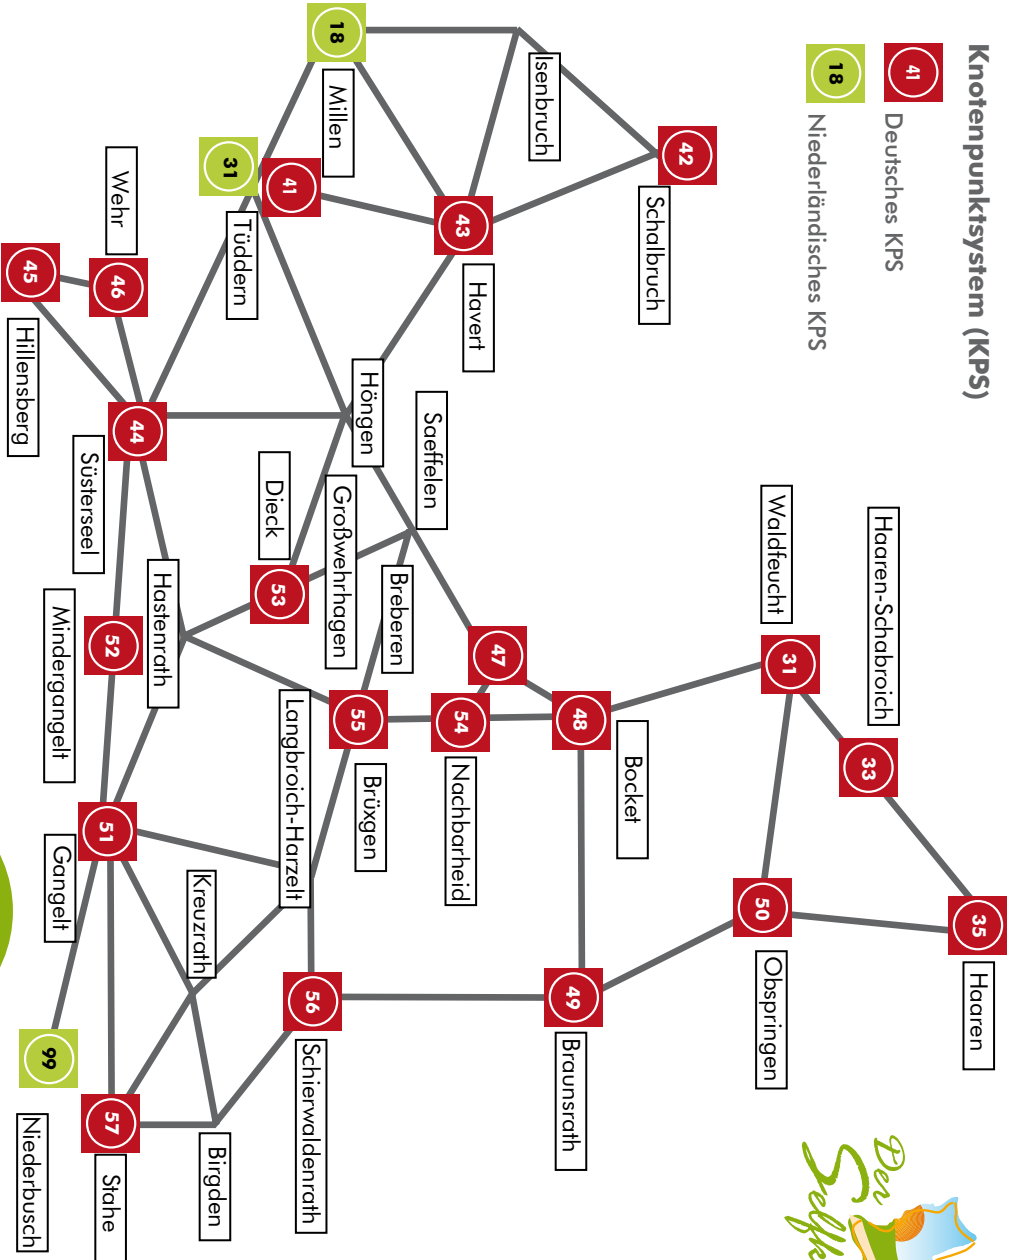 Knotenpunktsystem (KPS)
41 Deutsches KPS
18 Niederländisches KPS
35
Haaren
33
Haaren-Schabroich
31
Waldfeucht
50
Obspringen
Der
Selfk
42
Schalbruch
Isenbruch
48
Bocket
49
Braunsrath
43
Havert
47
54
Nachbarheid
Saeffelen
Breberen
55
Brüxgen
18
Millen
Höngen
Großwehrhagen
56
Schierwaldenrath
41
31
Tüddern
Dieck
53
Langbroich-Harzelt
Kreuzrath
Birgden
Wehr
46
44
Süsterseel
Hastenrath
52
Mindergangelt
51
Gangelt
57
Stahe
45
Hillensberg
99
Niederbusch